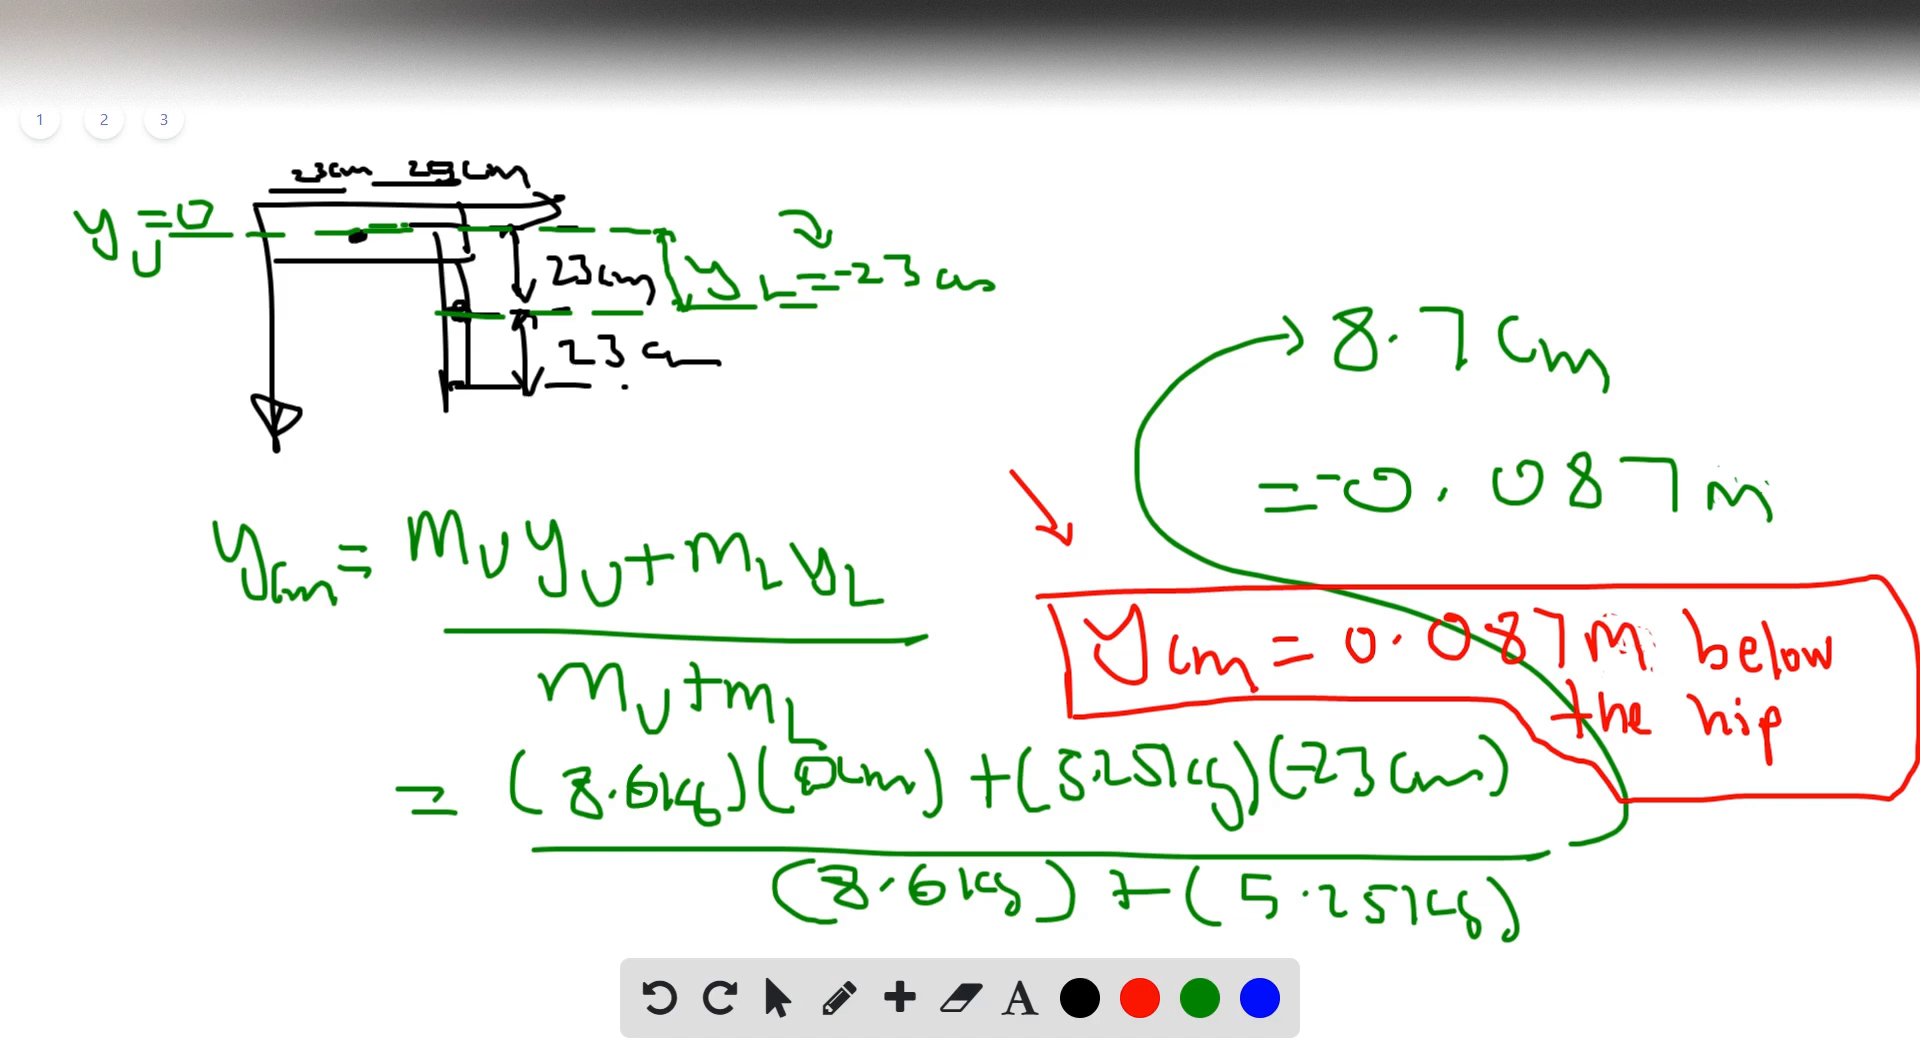 1 2 3
23cm 23cm
y_U = 0
23cm
y_L = -23 cm
23 cm
8.7 cm
= -0.087 m
y_cm = m_U y_U + m_L y_L
m_U + m_L
y_cm = 0.087 m below
the hip
= (8.6kg)(0cm) + (5.25kg)(-23cm)
(8.6kg) + (5.25kg)
A